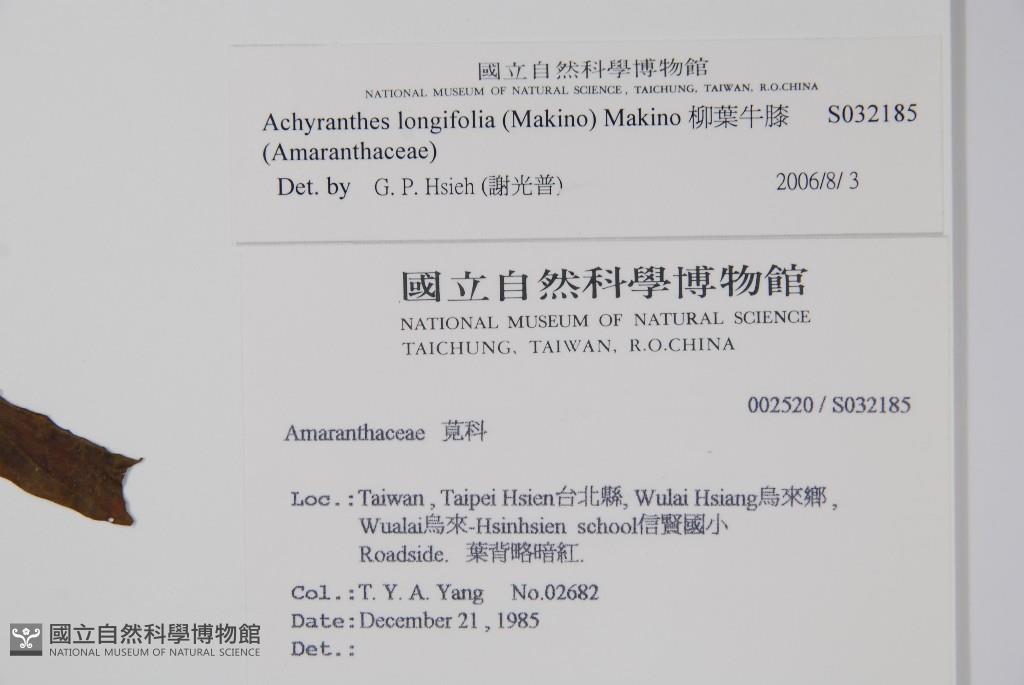 國立自然科學博物館
NATIONAL MUSEUM OF NATURAL SCIENCE, TAICHUNG, TAIWAN, R.O.CHINA
Achyranthes longifolia (Makino) Makino 柳葉牛膝 S032185
(Amaranthaceae)
Det. by G. P. Hsieh (謝光普) 2006/8/ 3
國立自然科學博物館
NATIONAL MUSEUM OF NATURAL SCIENCE
TAICHUNG, TAIWAN, R.O.CHINA
002520 / S032185
Amaranthaceae 莧科
Loc.:Taiwan , Taipei Hsien台北縣, Wulai Hsiang烏來鄉 ,
Wualai烏來-Hsinhsien school信賢國小
Roadside. 葉背略暗紅.
Col.:T. Y. A. Yang No.02682
Date:December 21 , 1985
Det.:
國立自然科學博物館
NATIONAL MUSEUM OF NATURAL SCIENCE